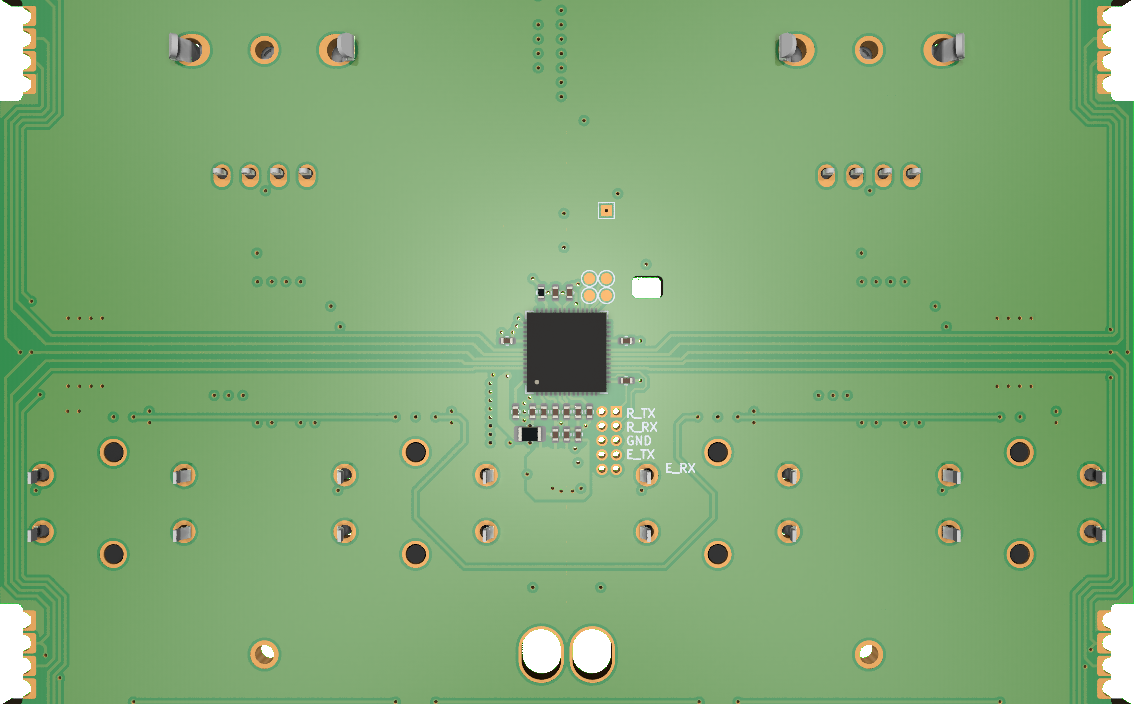 R_TX
R_RX
GND
E_TX
E_RX